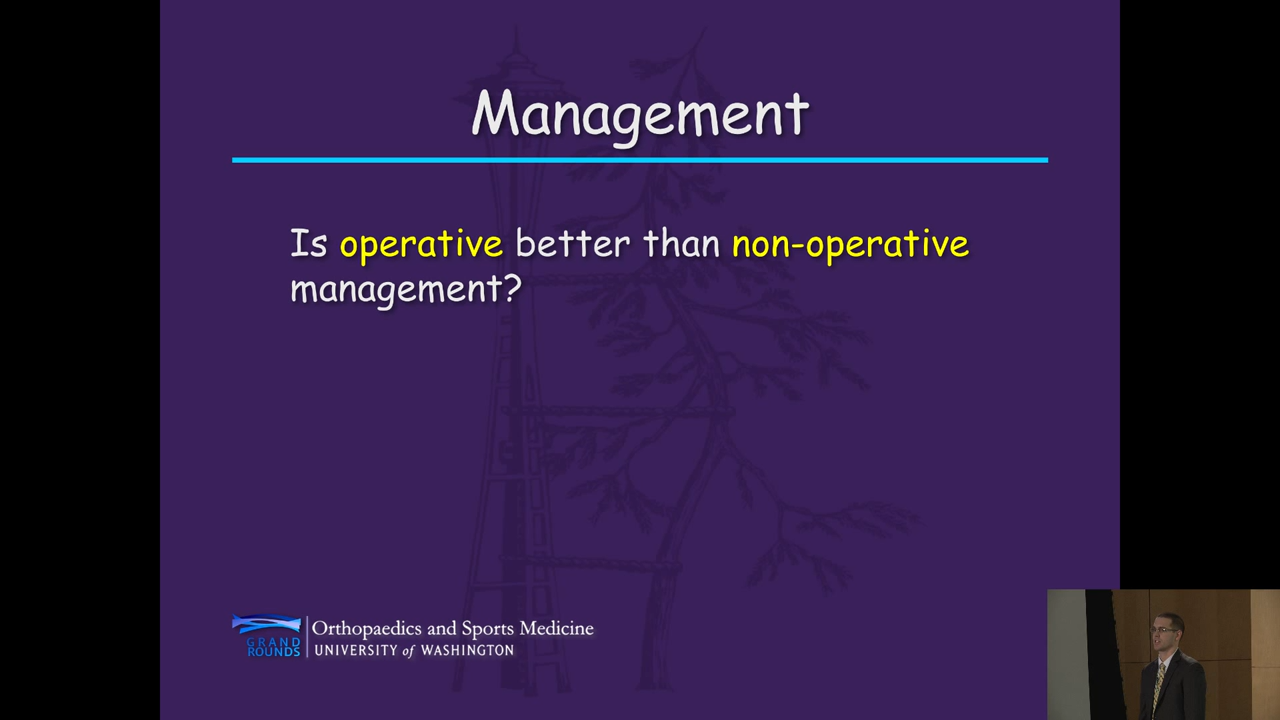 Management
Is operative better than non-operative
management?
GRAND
ROUNDS
Orthopaedics and Sports Medicine
UNIVERSITY of WASHINGTON